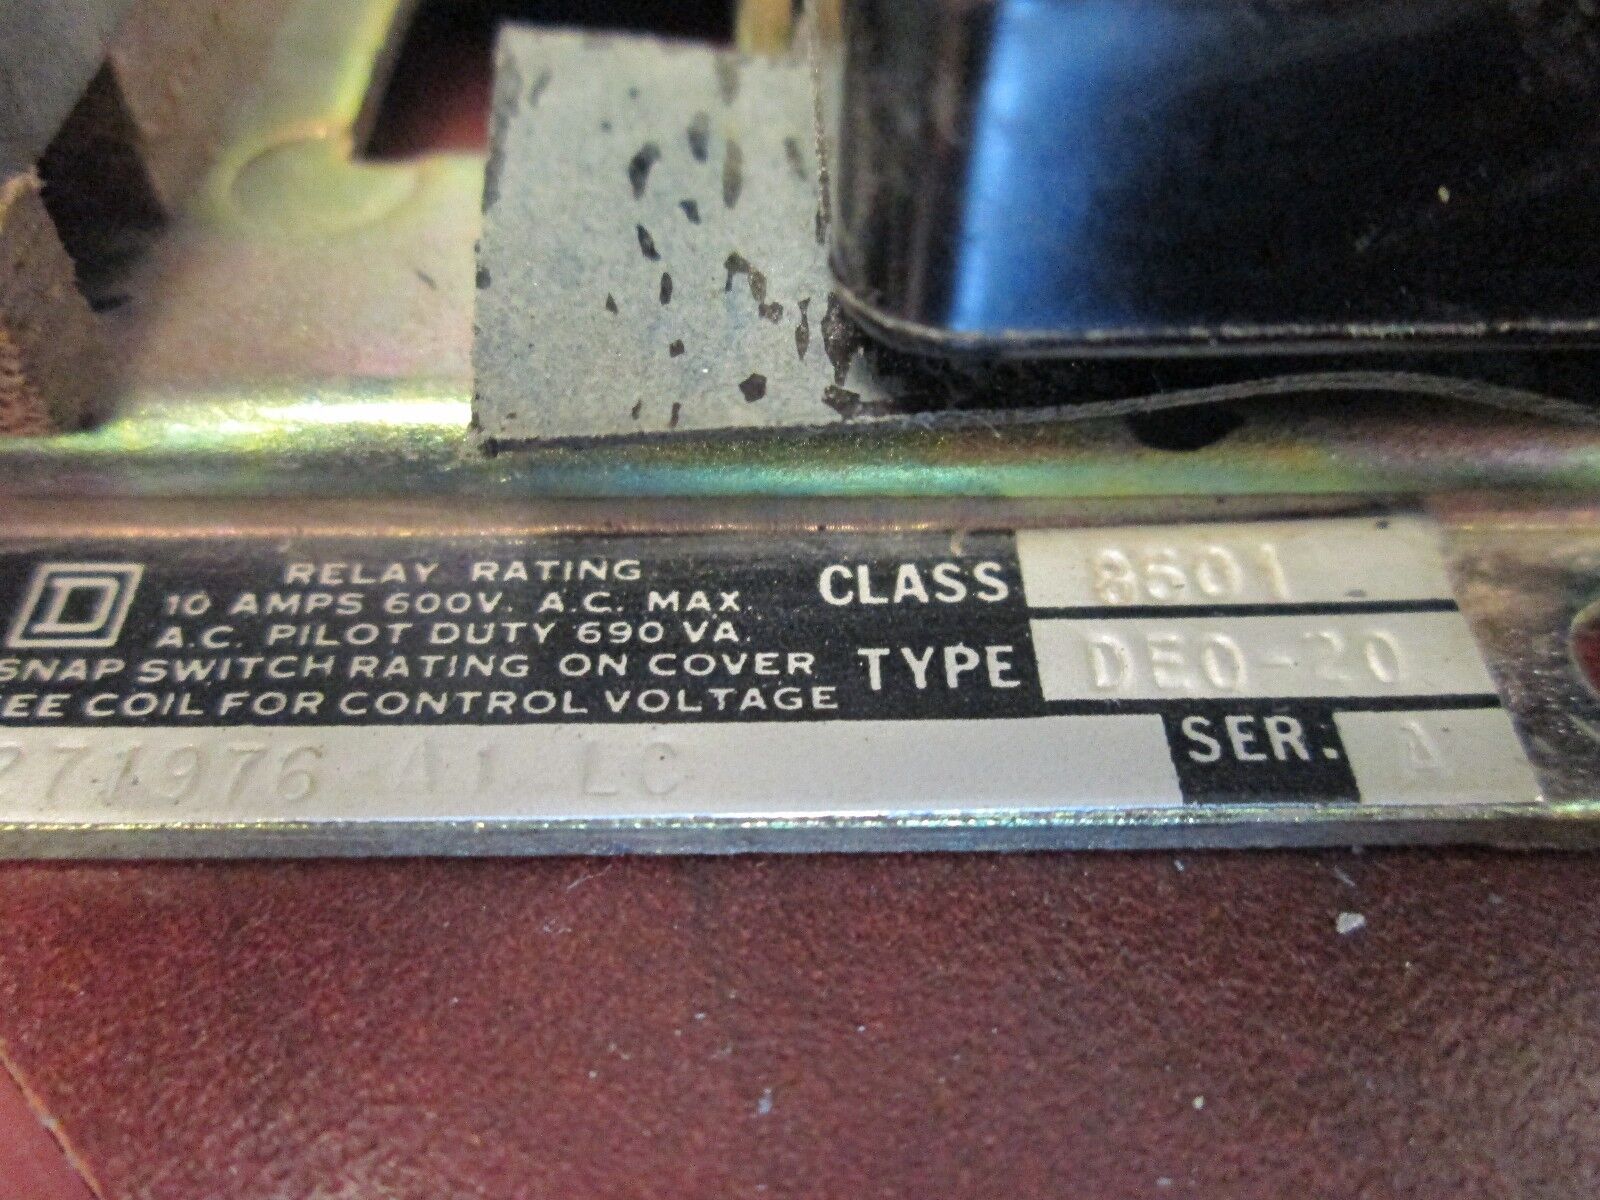 D
RELAY RATING
10 AMPS 600V. A.C. MAX.
A.C. PILOT DUTY 690 VA.
SNAP SWITCH RATING ON COVER
EE COIL FOR CONTROL VOLTAGE
CLASS 8501
TYPE DEO-20
271976 A1 LC
SER. A